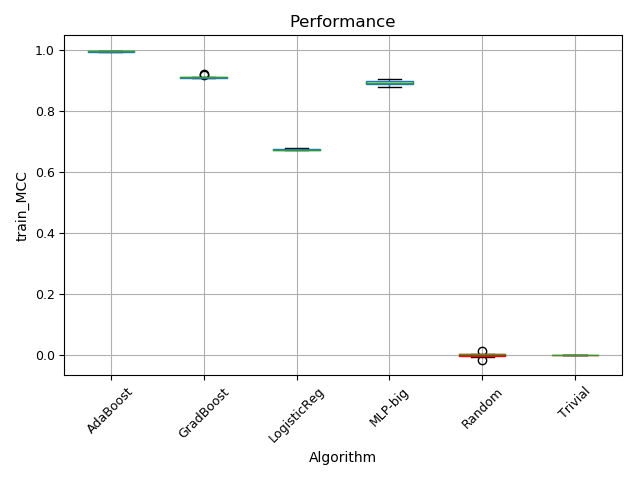 Performance
train_MCC
1.0
0.8
0.6
0.4
0.2
0.0
AdaBoost
GradBoost
LogisticReg
MLP-big
Random
Trivial
Algorithm